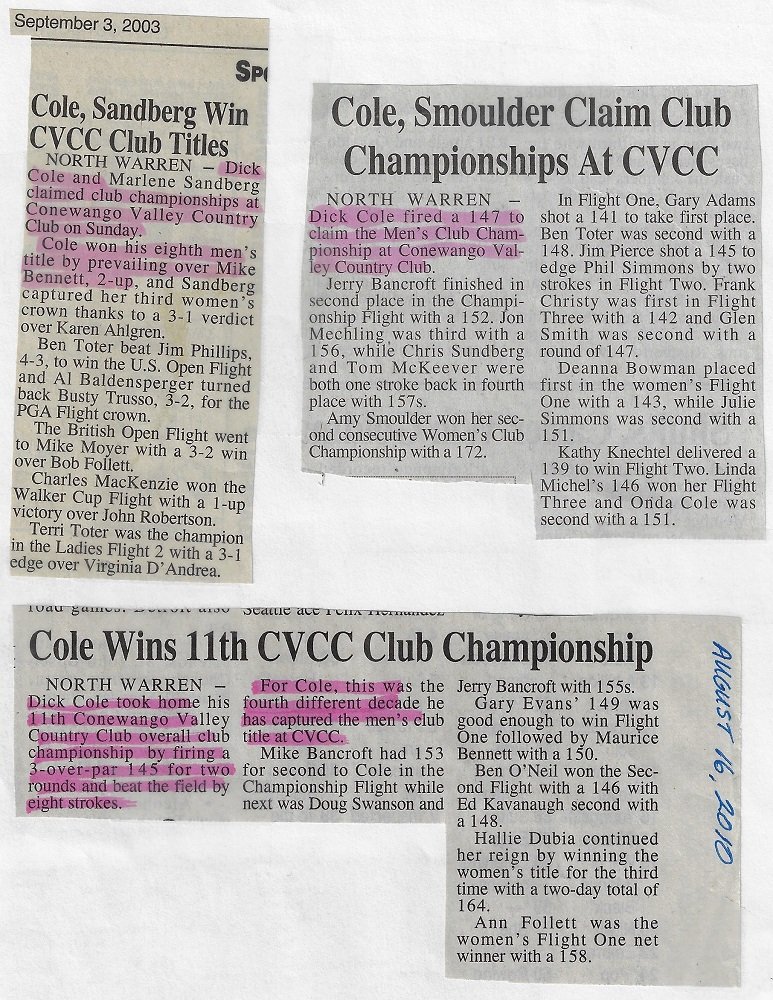 September 3, 2003
SPO
Cole, Sandberg Win
CVCC Club Titles
NORTH WARREN – Dick
Cole and Marlene Sandberg
claimed club championships at
Conewango Valley Country
Club on Sunday.
Cole won his eighth men's
title by prevailing over Mike
Bennett, 2-up, and Sandberg
captured her third women's
crown thanks to a 3-1 verdict
over Karen Ahlgren.
Ben Toter beat Jim Phillips,
4-3, to win the U.S. Open Flight
and Al Baldensperger turned
back Busty Trusso, 3-2, for the
PGA Flight crown.
The British Open Flight went
to Mike Moyer with a 3-2 win
over Bob Follett.
Charles MacKenzie won the
Walker Cup Flight with a 1-up
victory over John Robertson.
Terri Toter was the champion
in the Ladies Flight 2 with a 3-1
edge over Virginia D'Andrea.
Cole, Smoulder Claim Club
Championships At CVCC
NORTH WARREN –
Dick Cole fired a 147 to
claim the Men's Club Cham-
pionship at Conewango Val-
ley Country Club.
Jerry Bancroft finished in
second place in the Champi-
onship Flight with a 152. Jon
Mechling was third with a
156, while Chris Sundberg
and Tom McKeever were
both one stroke back in fourth
place with 157s.
Amy Smoulder won her sec-
ond consecutive Women's Club
Championship with a 172.
In Flight One, Gary Adams
shot a 141 to take first place.
Ben Toter was second with a
148. Jim Pierce shot a 145 to
edge Phil Simmons by two
strokes in Flight Two. Frank
Christy was first in Flight
Three with a 142 and Glen
Smith was second with a
round of 147.
Deanna Bowman placed
first in the women's Flight
One with a 143, while Julie
Simmons was second with a
151.
Kathy Knechtel delivered a
139 to win Flight Two. Linda
Michel's 146 won her Flight
Three and Onda Cole was
second with a 151.
road games. Detroit also
Seattle ace Felix Hernandez
Cole Wins 11th CVCC Club Championship
NORTH WARREN –
Dick Cole took home his
11th Conewango Valley
Country Club overall club
championship by firing a
3-over-par 145 for two
rounds and beat the field by
eight strokes.
For Cole, this was the
fourth different decade he
has captured the men's club
title at CVCC.
Mike Bancroft had 153
for second to Cole in the
Championship Flight while
next was Doug Swanson and
Jerry Bancroft with 155s.
Gary Evans' 149 was
good enough to win Flight
One followed by Maurice
Bennett with a 150.
Ben O'Neil won the Sec-
ond Flight with a 146 with
Ed Kavanaugh second with
a 148.
Hallie Dubia continued
her reign by winning the
women's title for the third
time with a two-day total of
164.
Ann Follett was the
women's Flight One net
winner with a 158.
AUGUST 16, 2010